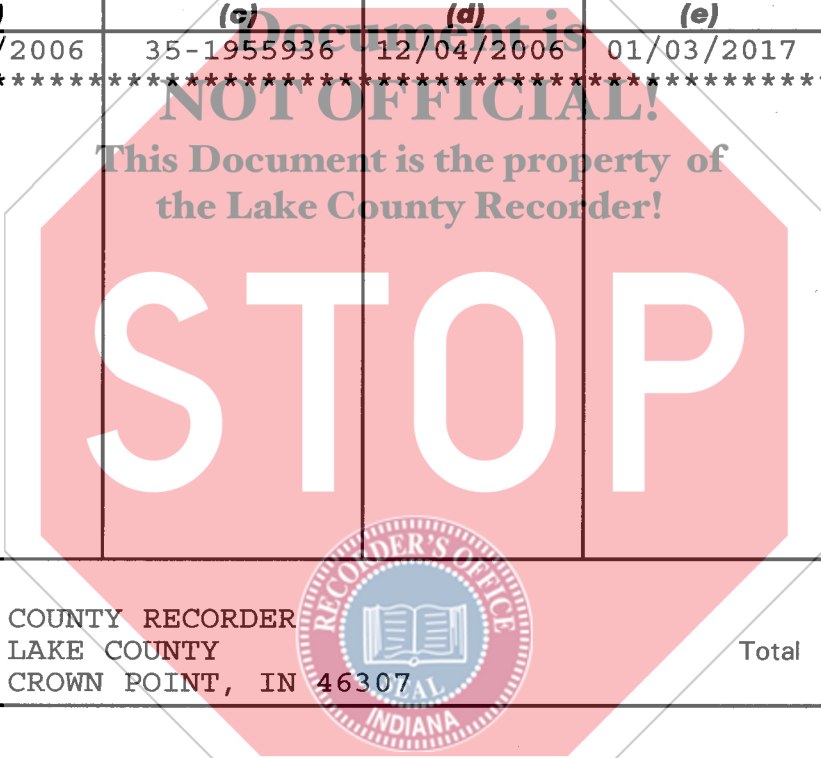 (c) (d) (e)
/2006 35-1955936 12/04/2006 01/03/2017
Document is
NOT OFFICIAL!
This Document is the property of
the Lake County Recorder!
STOP
RECORDER'S OFFICE
COUNTY RECORDER
LAKE COUNTY Total
CROWN POINT, IN 46307
SEAL
INDIANA